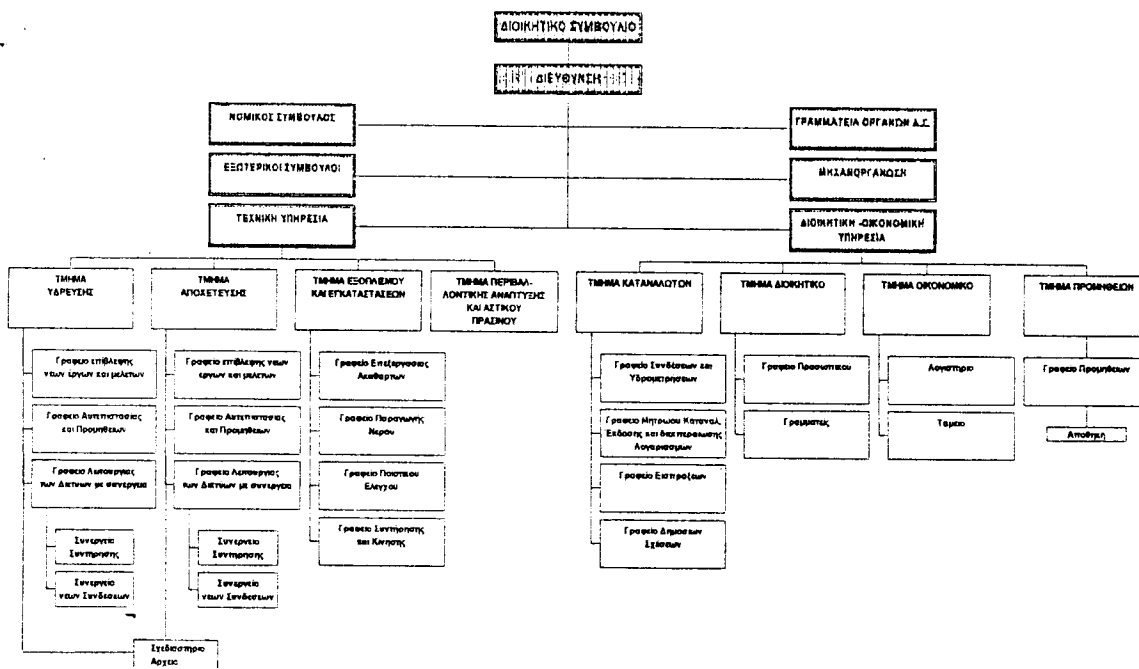 ΔΙΟΙΚΗΤΙΚΟ ΣΥΜΒΟΥΛΙΟ
ΔΙΕΥΘΥΝΣΗ
ΝΟΜΙΚΟΣ ΣΥΜΒΟΥΛΟΣ
ΓΡΑΜΜΑΤΕΙΑ ΟΡΓΑΝΩΝ Δ.Σ.
ΕΞΩΤΕΡΙΚΟΙ ΣΥΜΒΟΥΛΟΙ
ΜΗΧΑΝΟΡΓΑΝΩΣΗ
ΤΕΧΝΙΚΗ ΥΠΗΡΕΣΙΑ
ΔΙΟΙΚΗΤΙΚΗ -ΟΙΚΟΝΟΜΙΚΗ
ΥΠΗΡΕΣΙΑ
ΤΜΗΜΑ
ΥΔΡΕΥΣΗΣ
ΤΜΗΜΑ
ΑΠΟΧΕΤΕΥΣΗΣ
ΤΜΗΜΑ ΕΞΟΠΛΙΣΜΟΥ
ΚΑΙ ΕΓΚΑΤΑΣΤΑΣΕΩΝ
ΤΜΗΜΑ ΠΕΡΙΒΑΛ-
ΛΟΝΤΙΚΗΣ ΑΝΑΠΤΥΞΗΣ
ΚΑΙ ΑΣΤΙΚΟΥ
ΠΡΑΣΙΝΟΥ
ΤΜΗΜΑ ΚΑΤΑΝΑΛΩΤΩΝ
ΤΜΗΜΑ ΔΙΟΙΚΗΤΙΚΟ
ΤΜΗΜΑ ΟΙΚΟΝΟΜΙΚΟ
ΤΜΗΜΑ ΠΡΟΜΗΘΕΙΩΝ
Γραφείο επίβλεψης
νέων έργων και μελετών
Γραφείο Αυτεπιστασίας
και Προμηθειών
Γραφείο Λειτουργίας
των Δικτύων με συνεργεία
Συνεργείο
Συντήρησης
Συνεργείο
νέων Συνδέσεων
Γραφείο επίβλεψης νέων
έργων και μελετών
Γραφείο Αυτεπιστασίας
και Προμηθειών
Γραφείο Λειτουργίας
των Δικτύων με συνεργεία
Συνεργείο
Συντήρησης
Συνεργείο
νέων Συνδέσεων
Σχεδιαστήριο
Αρχείο
Γραφείο Επεξεργασίας
Ακαθάρτων
Γραφείο Παραγωγής
Νερού
Γραφείο Ποιοτικού
Ελέγχου
Γραφείο Συντήρησης
και Κίνησης
Γραφείο Συνδέσεων και
Υδρομετρήσεων
Γραφείο Μητρώου Καταναλ.
Έκδοσης και διεκπεραίωσης
Λογαριασμών
Γραφείο Εισπράξεων
Γραφείο Δημοσίων
Σχέσεων
Γραφείο Προσωπικού
Γραμματείς
Λογιστήριο
Ταμείο
Γραφείο Προμηθειών
Αποθήκη